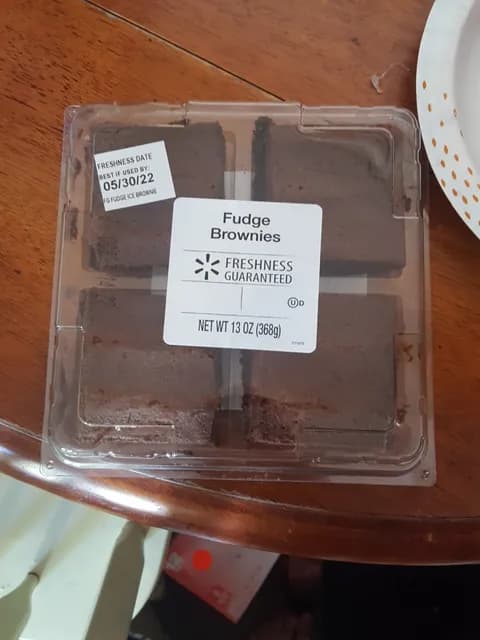 FRESHNESS DATE
BEST IF USED BY:
05/30/22
FG FUDGE ICE BROWNIE
Fudge
Brownies
FRESHNESS
GUARANTEED
U D
NET WT 13 OZ (368g)